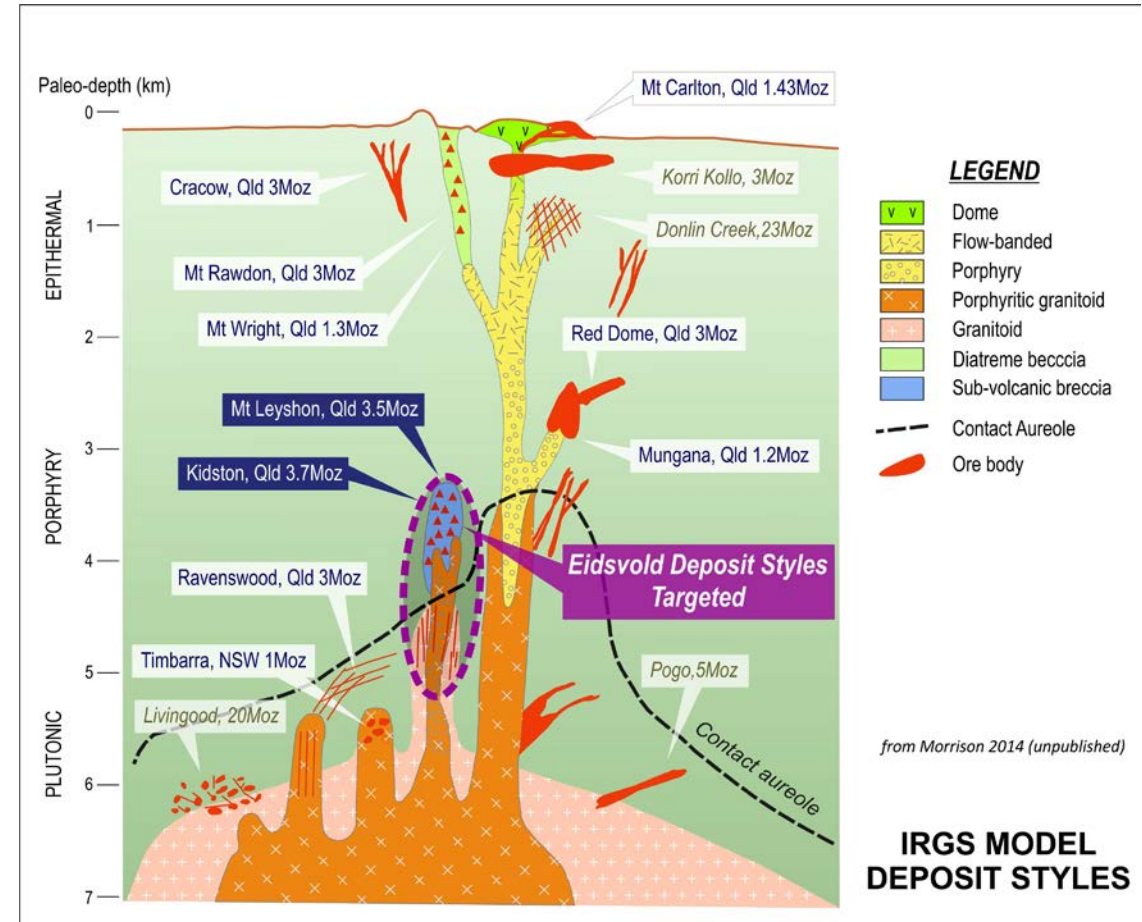 Paleo-depth (km)
0
1
2
3
4
5
6
7
EPITHERMAL
PORPHYRY
PLUTONIC
Mt Carlton, Qld 1.43Moz
Cracow, Qld 3Moz
Korri Kollo, 3Moz
Donlin Creek,23Moz
Mt Rawdon, Qld 3Moz
Mt Wright, Qld 1.3Moz
Red Dome, Qld 3Moz
Mt Leyshon, Qld 3.5Moz
Mungana, Qld 1.2Moz
Kidston, Qld 3.7Moz
Eidsvold Deposit Styles
Targeted
Ravenswood, Qld 3Moz
Timbarra, NSW 1Moz
Livingood, 20Moz
Pogo,5Moz
Contact aureole
LEGEND
Dome
Flow-banded
Porphyry
Porphyritic granitoid
Granitoid
Diatreme becccia
Sub-volcanic breccia
Contact Aureole
Ore body
from Morrison 2014 (unpublished)
IRGS MODEL
DEPOSIT STYLES